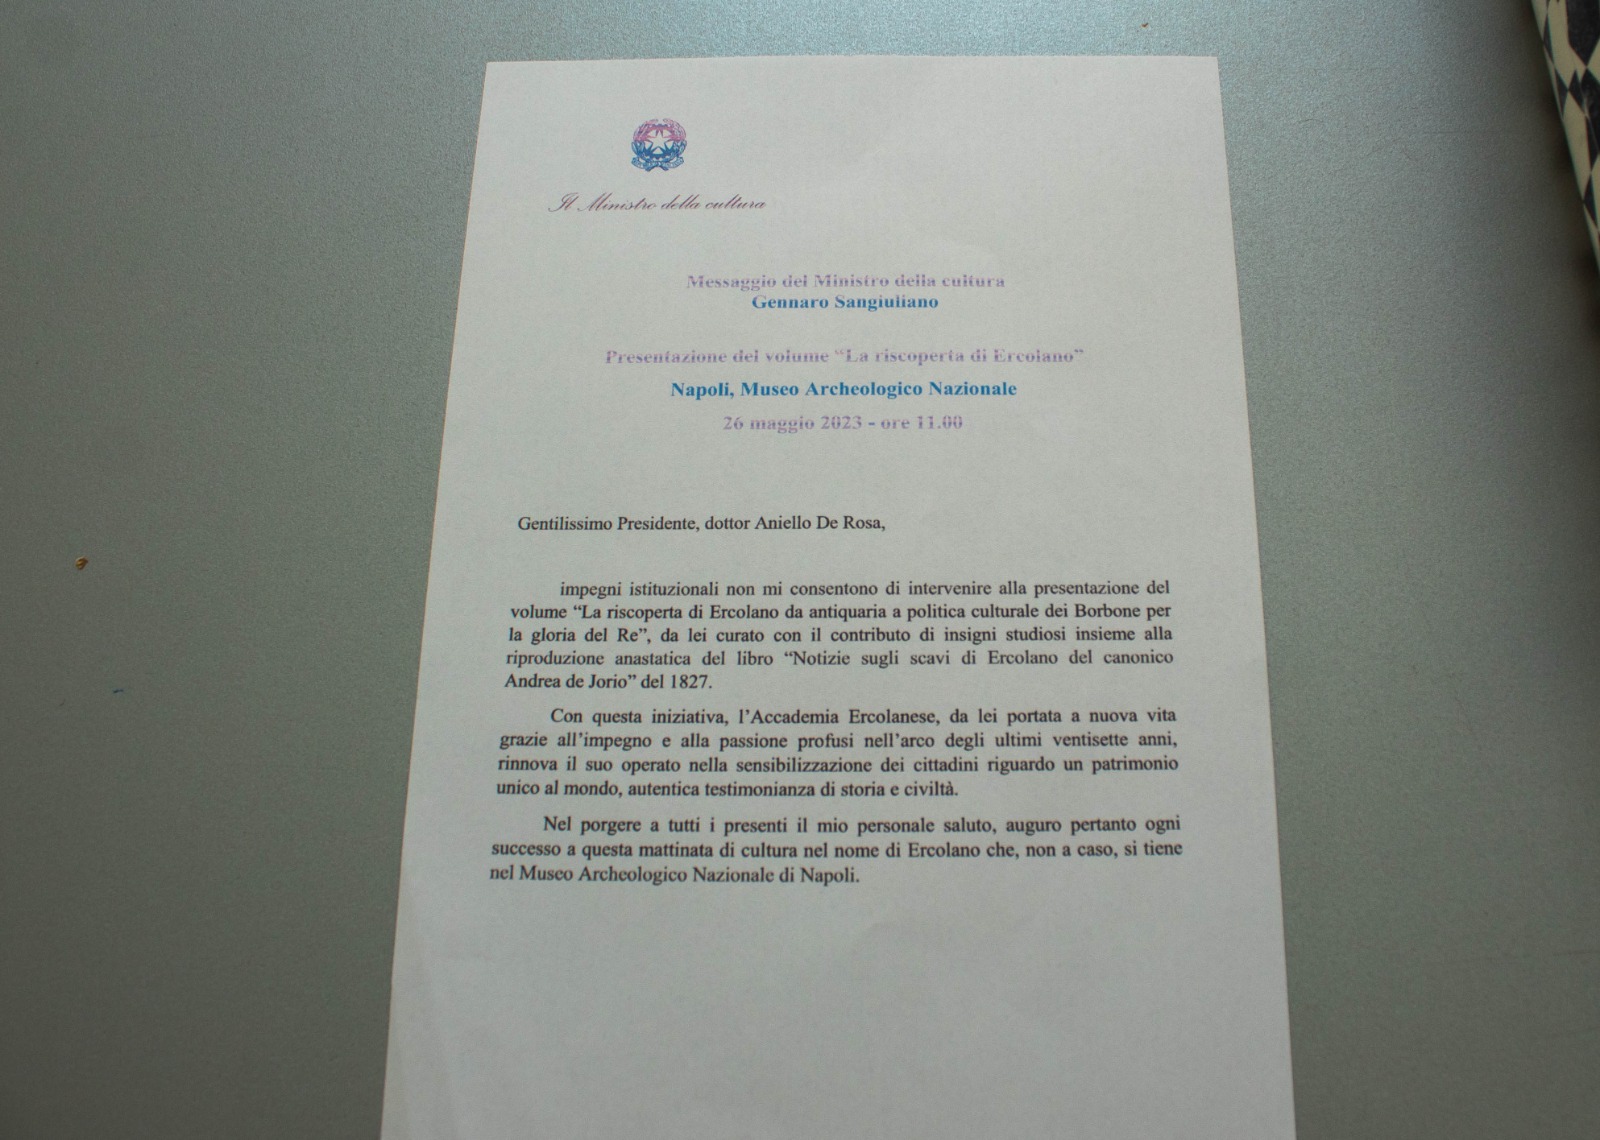 Il Ministro della cultura
Messaggio del Ministro della cultura
Gennaro Sangiuliano
Presentazione del volume “La riscoperta di Ercolano”
Napoli, Museo Archeologico Nazionale
26 maggio 2023 - ore 11.00
Gentilissimo Presidente, dottor Aniello De Rosa,
impegni istituzionali non mi consentono di intervenire alla presentazione del
volume “La riscoperta di Ercolano da antiquaria a politica culturale dei Borbone per
la gloria del Re”, da lei curato con il contributo di insigni studiosi insieme alla
riproduzione anastatica del libro “Notizie sugli scavi di Ercolano del canonico
Andrea de Jorio” del 1827.
Con questa iniziativa, l’Accademia Ercolanese, da lei portata a nuova vita
grazie all’impegno e alla passione profusi nell’arco degli ultimi ventisette anni,
rinnova il suo operato nella sensibilizzazione dei cittadini riguardo un patrimonio
unico al mondo, autentica testimonianza di storia e civiltà.
Nel porgere a tutti i presenti il mio personale saluto, auguro pertanto ogni
successo a questa mattinata di cultura nel nome di Ercolano che, non a caso, si tiene
nel Museo Archeologico Nazionale di Napoli.